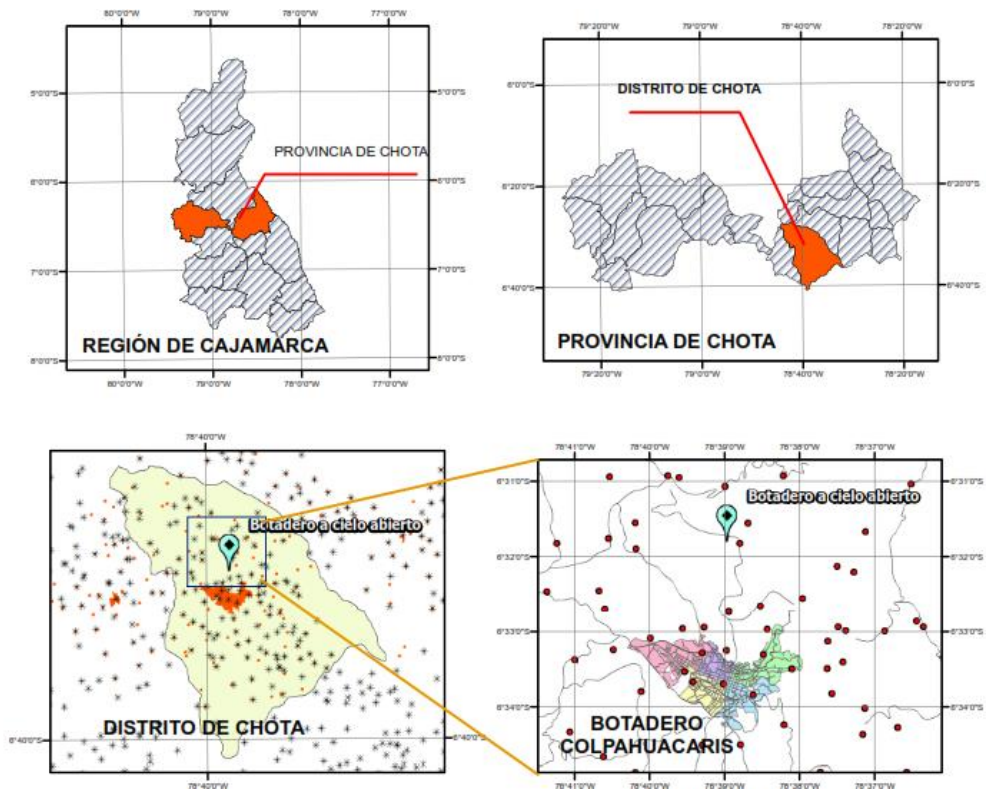 80°0'0"W 79°0'0"W 78°0'0"W 77°0'0"W
5°0'0"S 5°0'0"S
PROVINCIA DE CHOTA
6°0'0"S 6°0'0"S
7°0'0"S 7°0'0"S
REGIÓN DE CAJAMARCA
8°0'0"S 8°0'0"S
80°0'0"W 79°0'0"W 78°0'0"W 77°0'0"W
79°20'0"W 79°0'0"W 78°40'0"W 78°20'0"W
6°0'0"S 6°0'0"S
DISTRITO DE CHOTA
6°20'0"S 6°20'0"S
6°40'0"S 6°40'0"S
PROVINCIA DE CHOTA
79°20'0"W 79°0'0"W 78°40'0"W 78°20'0"W
78°40'0"W
Botadero a cielo abierto
DISTRITO DE CHOTA
6°40'0"S 6°40'0"S
78°40'0"W
78°41'0"W 78°40'0"W 78°39'0"W 78°38'0"W 78°37'0"W
6°31'0"S 6°31'0"S
Botadero a cielo abierto
6°32'0"S 6°32'0"S
6°33'0"S 6°33'0"S
6°34'0"S 6°34'0"S
BOTADERO
COLPAHUACARIS
78°41'0"W 78°40'0"W 78°39'0"W 78°38'0"W 78°37'0"W